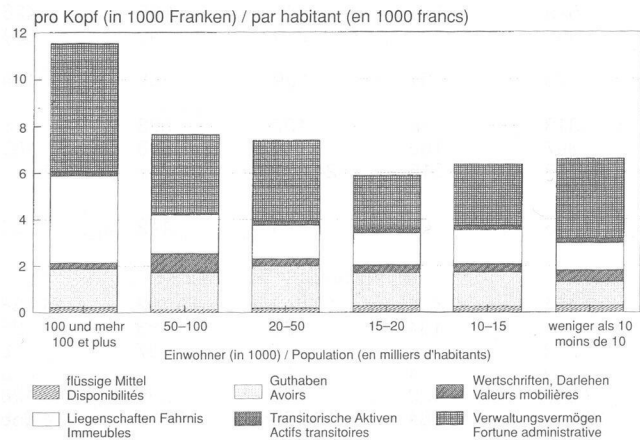 pro Kopf (in 1000 Franken) / par habitant (en 1000 francs)
12
10
8
6
4
2
0
100 und mehr
100 et plus
50–100
20–50
15–20
10–15
weniger als 10
moins de 10
Einwohner (in 1000) / Population (en milliers d'habitants)
flüssige Mittel
Disponibilités
Guthaben
Avoirs
Wertschriften, Darlehen
Valeurs mobilières
Liegenschaften Fahrnis
Immeubles
Transitorische Aktiven
Actifs transitoires
Verwaltungsvermögen
Fortune administrative